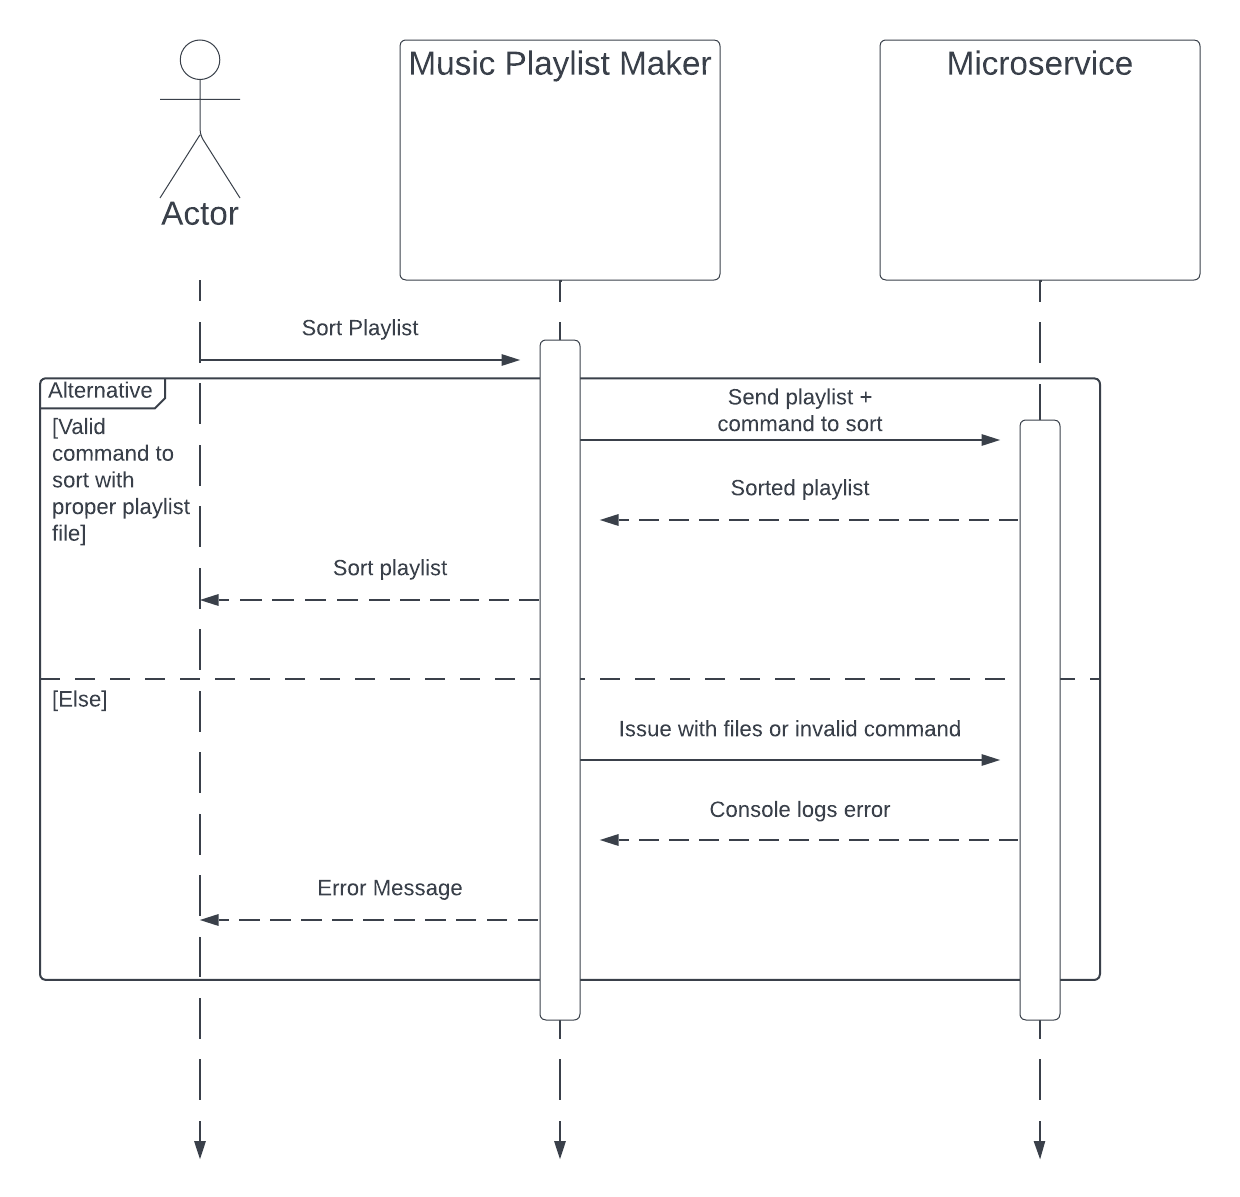 Actor
Music Playlist Maker
Microservice
Sort Playlist
Alternative
[Valid
command to
sort with
proper playlist
file]
Send playlist +
command to sort
Sorted playlist
Sort playlist
[Else]
Issue with files or invalid command
Console logs error
Error Message